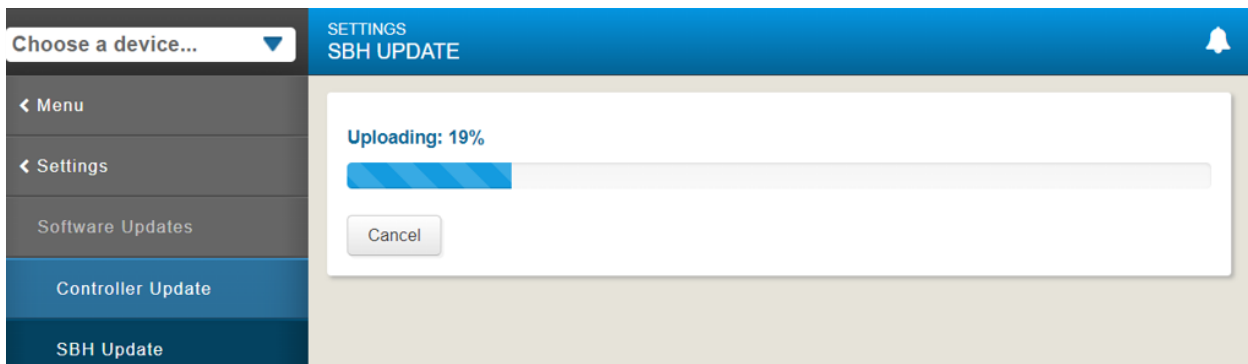 Choose a device...
Menu
Settings
Software Updates
Controller Update
SBH Update
SETTINGS
SBH UPDATE
Uploading: 19%
Cancel